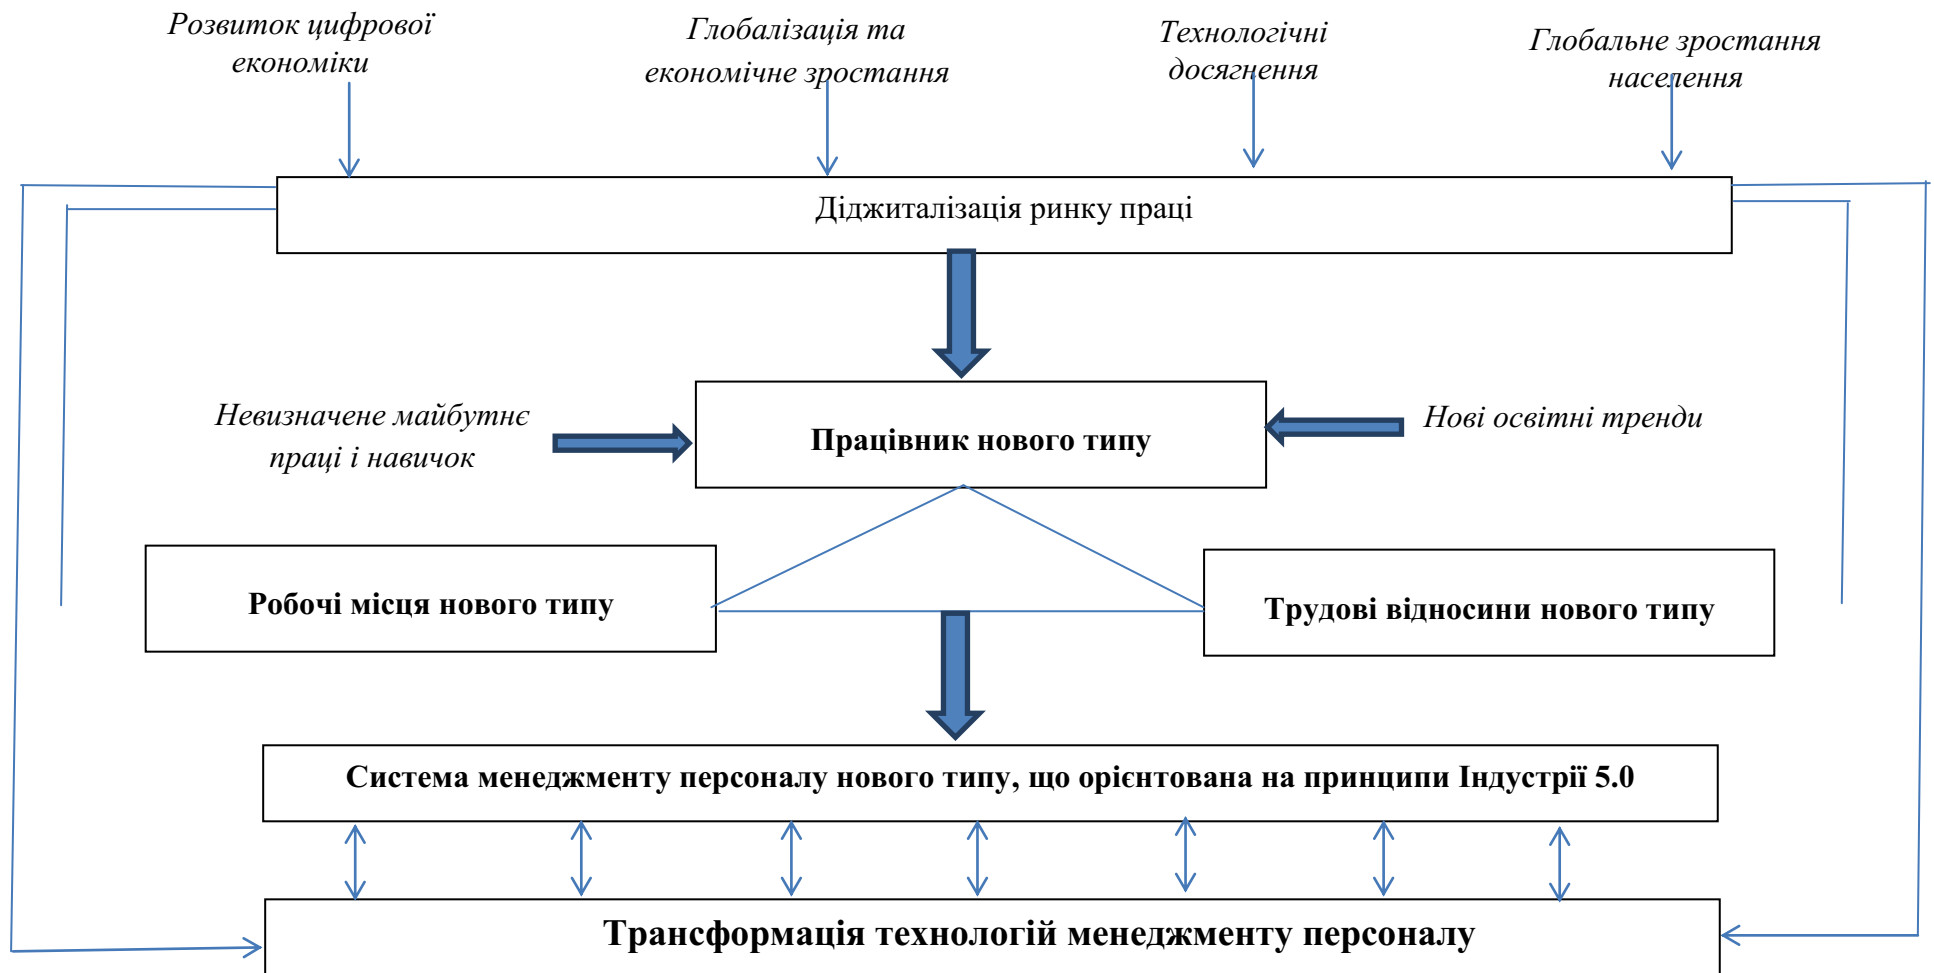 Розвиток цифрової
економіки
Глобалізація та
економічне зростання
Технологічні
досягнення
Глобальне зростання
населення
Діджиталізація ринку праці
Невизначене майбутнє
праці і навичок
Працівник нового типу
Нові освітні тренди
Робочі місця нового типу
Трудові відносини нового типу
Система менеджменту персоналу нового типу, що орієнтована на принципи Індустрії 5.0
Трансформація технологій менеджменту персоналу